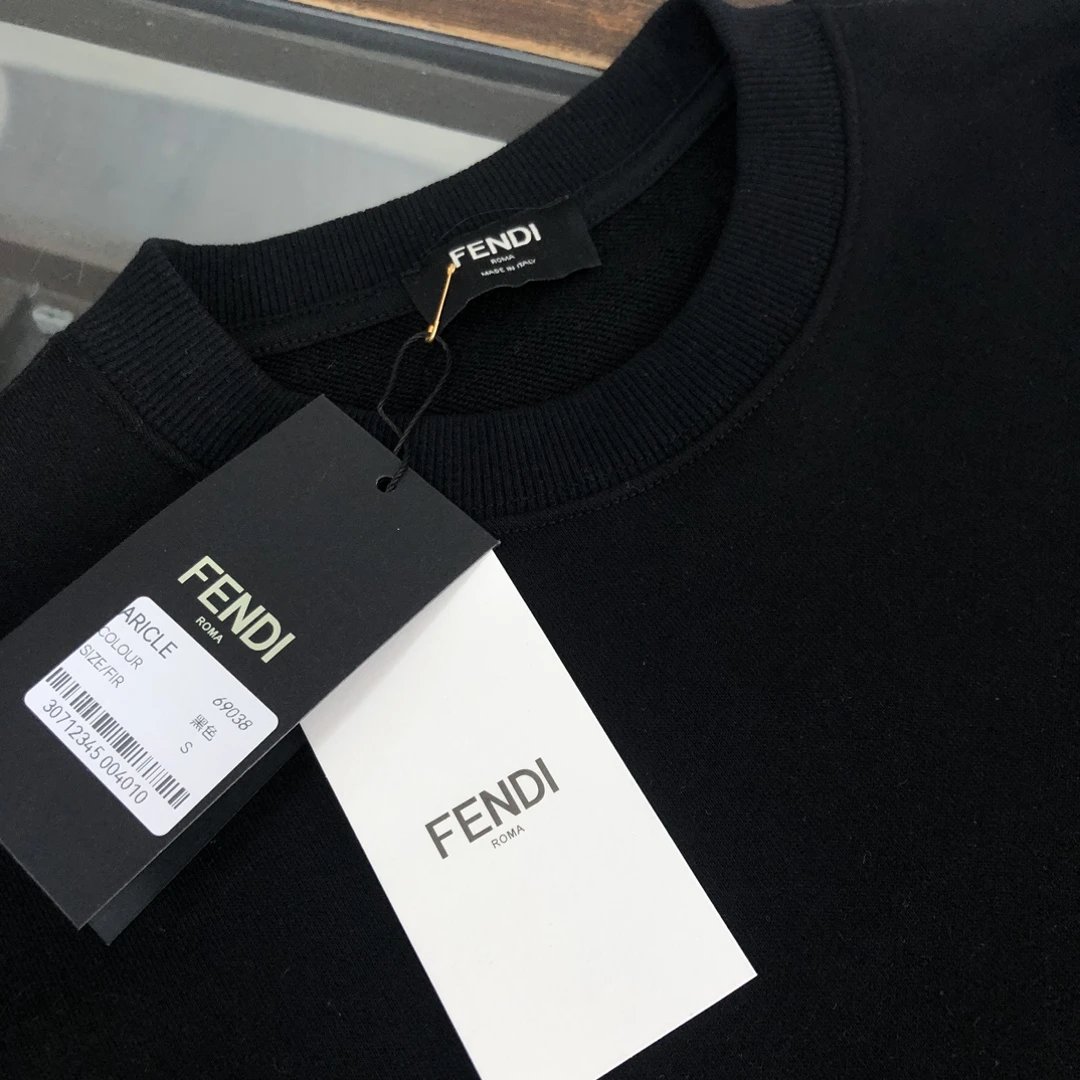 FENDI
ROMA
MADE IN ITALY
FENDI
ROMA
ARICLE 69038
COLOUR 黑色
SIZE/FIR S
30712345 004010
FENDI
ROMA